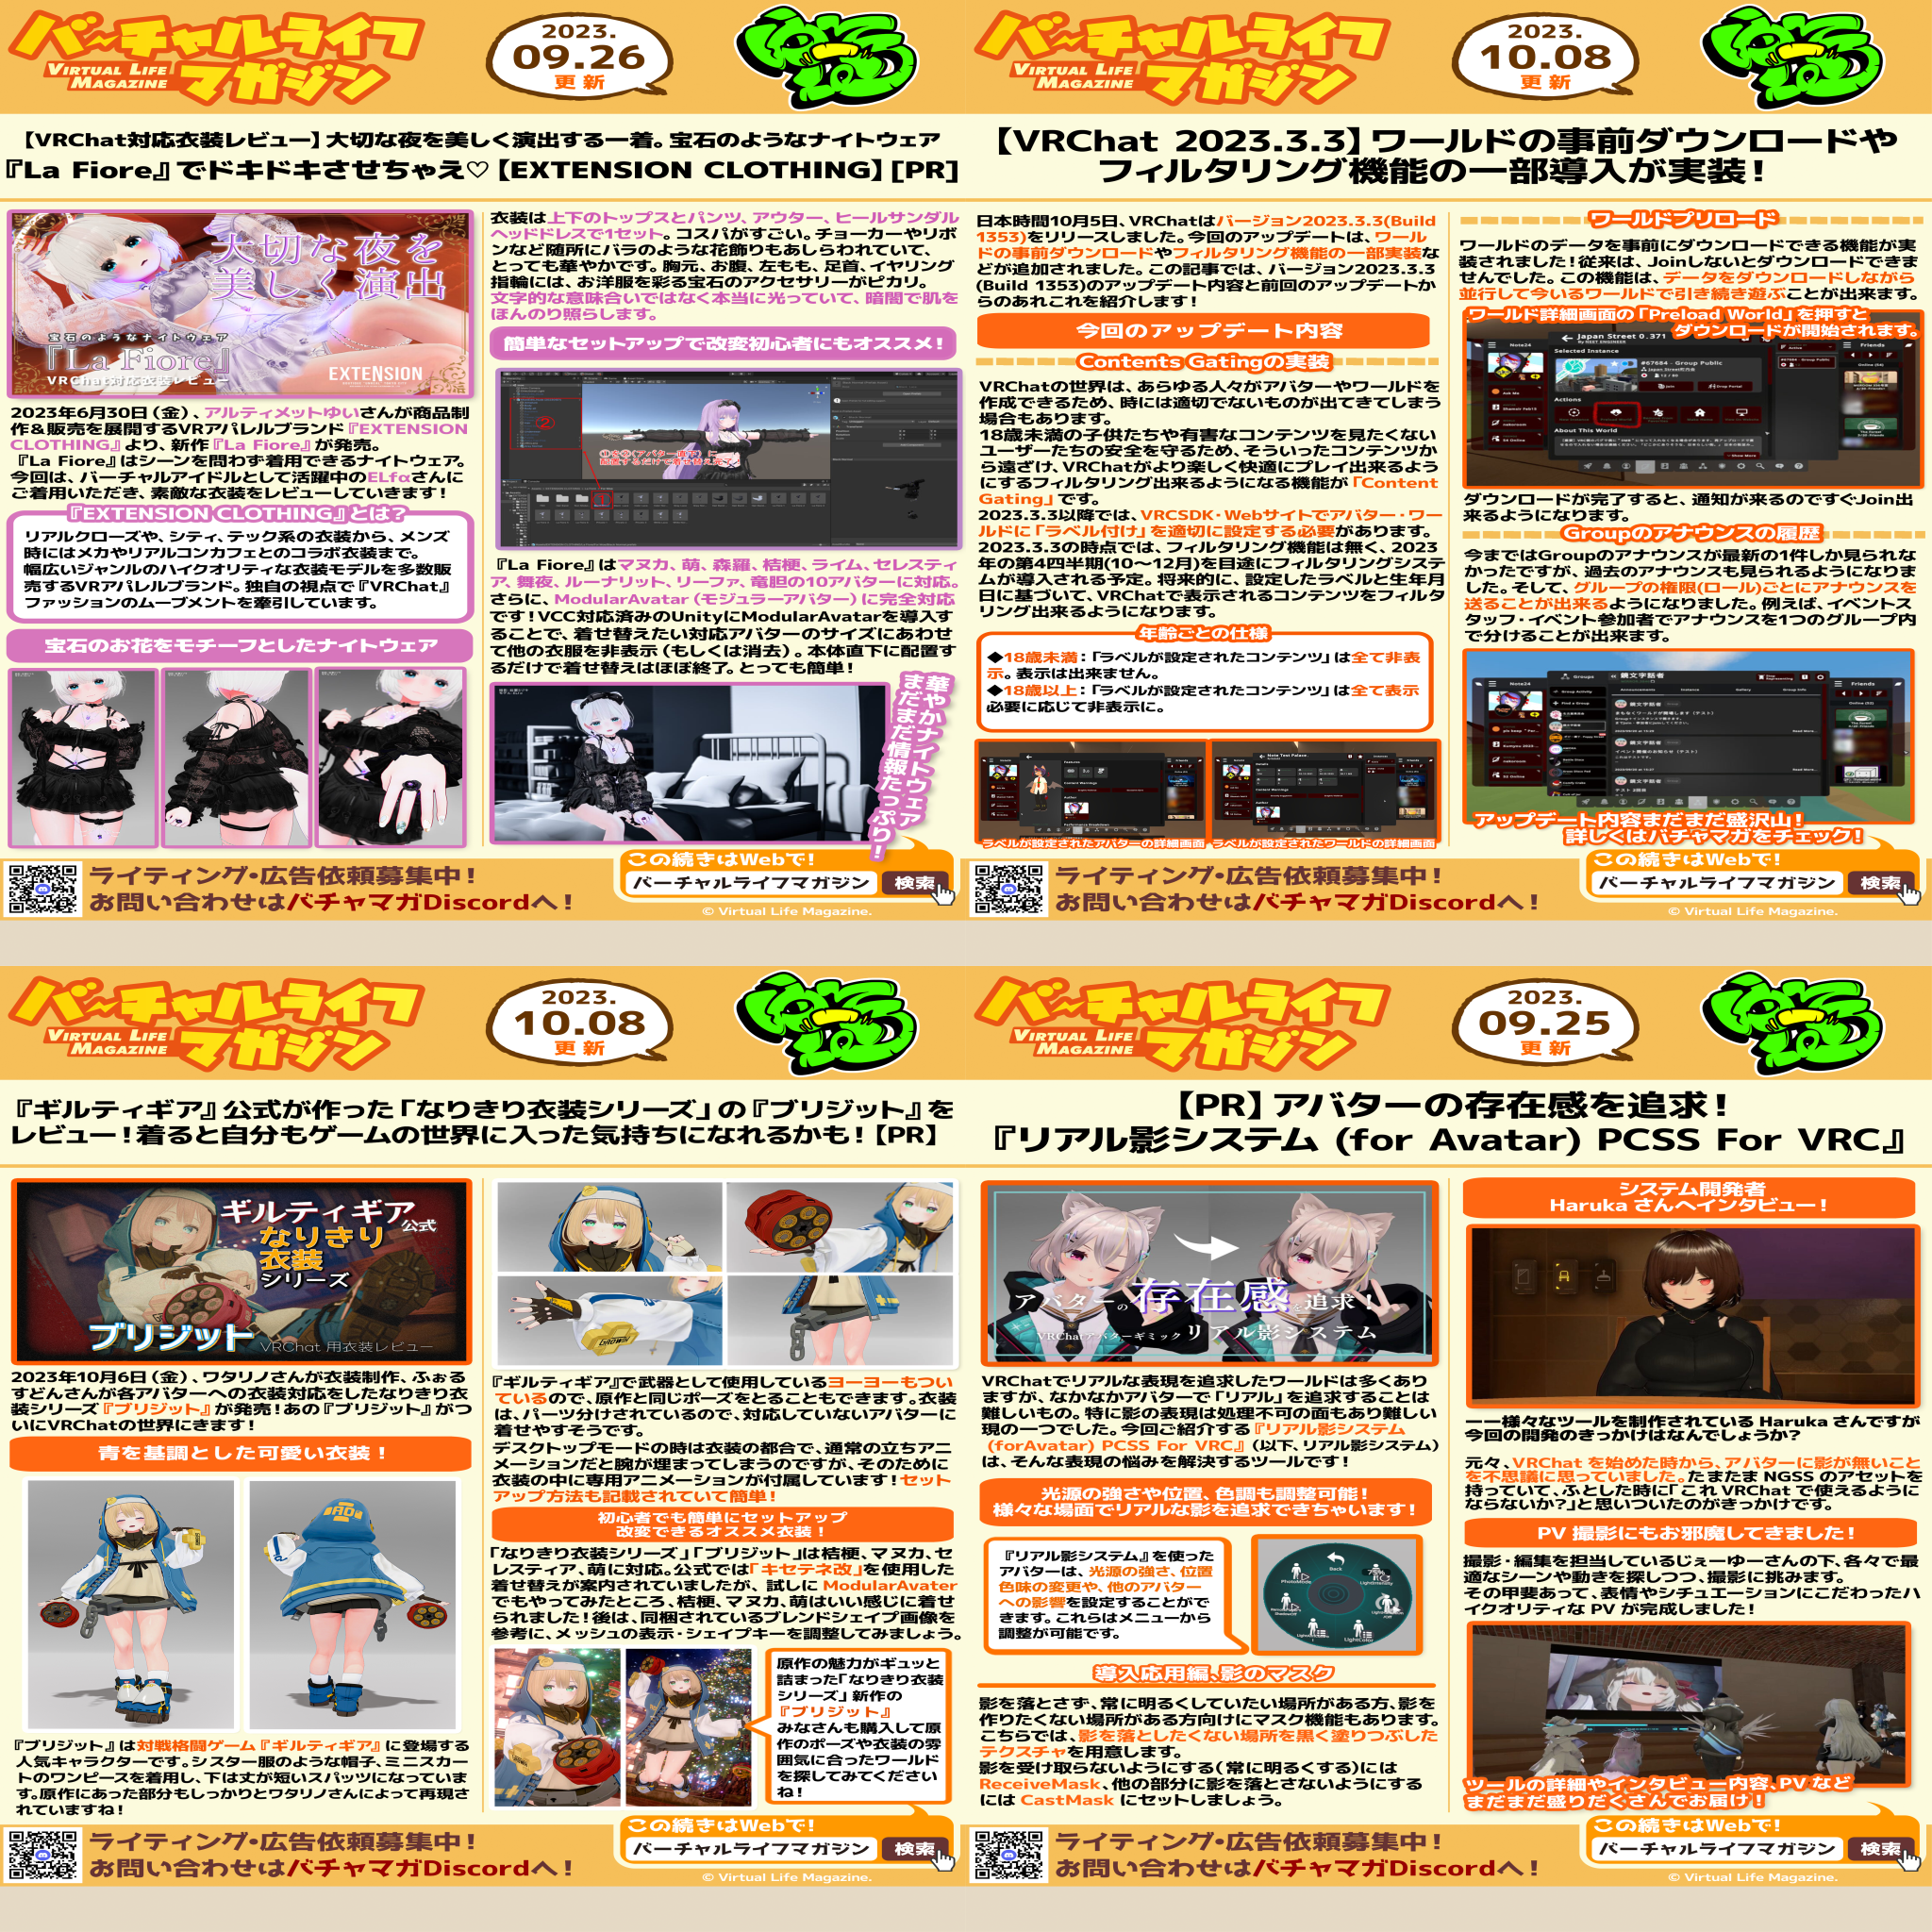 バーチャルライフ
マガジン
VIRTUAL LIFE
MAGAZINE
2023.
09.26
更新
【VRChat対応衣装レビュー】大切な夜を美しく演出する一着。宝石のようなナイトウェア
『La Fiore』でドキドキさせちゃえ♡【EXTENSION CLOTHING】[PR]
大切な夜を
美しく演出
宝石のようなナイトウェア
『La Fiore』
VRChat対応衣装レビュー
EXTENSION
2023年6月30日（金）、アルティメットゆいさんが商品制
作＆販売を展開するVRアパレルブランド『EXTENSION
CLOTHING』より、新作『La Fiore』が発売。
『La Fiore』はシーンを問わず着用できるナイトウェア。
今回は、バーチャルアイドルとして活躍中のELfαさんに
ご着用いただき、素敵な衣装をレビューしていきます！
『EXTENSION CLOTHING』とは？
リアルクローズや、シティ、テック系の衣装から、メンズ
時にはメカやリアルコンカフェとのコラボ衣装まで。
幅広いジャンルのハイクオリティな衣装モデルを多数販
売するVRアパレルブランド。独自の視点で『VRChat』
ファッションのムーブメントを牽引しています。
宝石のお花をモチーフとしたナイトウェア
衣装は上下のトップスとパンツ、アウター、ヒールサンダル
ヘッドドレスで1セット。コスパがすごい。チョーカーやリボ
ンなど随所にバラのような花飾りもあしらわれていて、
とっても華やかです。胸元、お腹、左もも、足首、イヤリング
指輪には、お洋服を彩る宝石のアクセサリーがピカリ。
文字的な意味合いではなく本当に光っていて、暗闇で肌を
ほんのり照らします。
簡単なセットアップで改変初心者にもオススメ！
②
①
『La Fiore』はマヌカ、萌、森羅、桔梗、ライム、セレスティ
ア、舞夜、ルーナリット、リーファ、竜胆の10アバターに対応。
さらに、ModularAvatar（モジュラーアバター）に完全対応
です！VCC対応済みのUnityにModularAvatarを導入す
ることで、着せ替えたい対応アバターのサイズにあわせ
て他の衣服を非表示（もしくは消去）。本体直下に配置す
るだけで着せ替えはほぼ終了。とっても簡単！
華やかナイトウェア
まだまだ情報たっぷり！
ライティング・広告依頼募集中！
お問い合わせはバチャマガDiscordへ！
この続きはWebで！
バーチャルライフマガジン
検索
© Virtual Life Magazine.
バーチャルライフ
マガジン
VIRTUAL LIFE
MAGAZINE
2023.
10.08
更新
【VRChat 2023.3.3】ワールドの事前ダウンロードや
フィルタリング機能の一部導入が実装！
日本時間10月5日、VRChatはバージョン2023.3.3(Build
1353)をリリースしました。今回のアップデートは、ワール
ドの事前ダウンロードやフィルタリング機能の一部実装な
どが追加されました。この記事では、バージョン2023.3.3
(Build 1353)のアップデート内容と前回のアップデートか
らのあれこれを紹介します！
今回のアップデート内容
Contents Gatingの実装
VRChatの世界は、あらゆる人々がアバターやワールドを
作成できるため、時には適切でないものが出てきてしまう
場合もあります。
18歳未満の子供たちや有害なコンテンツを見たくない
ユーザーたちの安全を守るため、そういったコンテンツか
ら遠ざけ、VRChatがより楽しく快適にプレイ出来るよう
にするフィルタリング出来るようになる機能が「Content
Gating」です。
2023.3.3以降では、VRCSDK・Webサイトでアバター・ワー
ルドに「ラベル付け」を適切に設定する必要があります。
2023.3.3の時点では、フィルタリング機能は無く、2023
年の第4四半期(10～12月)を目途にフィルタリングシステ
ムが導入される予定。将来的に、設定したラベルと生年月
日に基づいて、VRChatで表示されるコンテンツをフィルタ
リング出来るようになります。
年齢ごとの仕様
◆18歳未満：「ラベルが設定されたコンテンツ」は全て非表
示。表示は出来ません。
◆18歳以上：「ラベルが設定されたコンテンツ」は全て表示
必要に応じて非表示に。
ラベルが設定されたアバターの詳細画面
ラベルが設定されたワールドの詳細画面
ワールドプリロード
ワールドのデータを事前にダウンロードできる機能が実
装されました！従来は、Joinしないとダウンロードできま
せんでした。この機能は、データをダウンロードしながら
並行して今いるワールドで引き続き遊ぶことが出来ます。
ワールド詳細画面の「Preload World」を押すと
ダウンロードが開始されます。
Japan Street 0.371
Selected Instance
#67684 - Group Public
Actions
About This World
Friends
ダウンロードが完了すると、通知が来るのですぐJoin出
来るようになります。
Groupのアナウンスの履歴
今まではGroupのアナウンスが最新の1件しか見られな
かったですが、過去のアナウンスも見られるようになりま
した。そして、グループの権限(ロール)ごとにアナウンスを
送ることが出来るようになりました。例えば、イベントス
タッフ・イベント参加者でアナウンスを1つのグループ内
で分けることが出来ます。
Groups
鏡文字話者
Friends
アップデート内容まだまだ盛沢山！
詳しくはバチャマガをチェック！
ライティング・広告依頼募集中！
お問い合わせはバチャマガDiscordへ！
この続きはWebで！
バーチャルライフマガジン
検索
© Virtual Life Magazine.
バーチャルライフ
マガジン
VIRTUAL LIFE
MAGAZINE
2023.
10.08
更新
『ギルティギア』公式が作った「なりきり衣装シリーズ」の『ブリジット』を
レビュー！着ると自分もゲームの世界に入った気持ちになれるかも！【PR】
ギルティギア公式
なりきり
衣装
シリーズ
ブリジット
VRChat 用衣装レビュー
2023年10月6日（金）、ワタリノさんが衣装制作、ふぉる
すどんさんが各アバターへの衣装対応をしたなりきり衣
装シリーズ『ブリジット』が発売！あの『ブリジット』がつ
いにVRChatの世界にきます！
青を基調とした可愛い衣装！
『ブリジット』は対戦格闘ゲーム『ギルティギア』に登場する
人気キャラクターです。シスター服のような帽子、ミニスカー
トのワンピースを着用し、下は丈が短いスパッツになっていま
す。原作にあった部分もしっかりとワタリノさんによって再現さ
れていますね！
『ギルティギア』で武器として使用しているヨーヨーもつい
ているので、原作と同じポーズをとることもできます。衣装
は、パーツ分けされているので、対応していないアバターに
着せやすそうです。
デスクトップモードの時は衣装の都合で、通常の立ちアニ
メーションだと腕が埋まってしまうのですが、そのために
衣装の中に専用アニメーションが付属しています！セット
アップ方法も記載されていて簡単！
初心者でも簡単にセットアップ
改変できるオススメ衣装！
「なりきり衣装シリーズ」「ブリジット」は桔梗、マヌカ、セ
レスティア、萌に対応。公式では「キセテネ改」を使用した
着せ替えが案内されていましたが、試しに ModularAvater
でもやってみたところ、桔梗、マヌカ、萌はいい感じに着せ
られました！後は、同梱されているブレンドシェイプ画像を
参考に、メッシュの表示・シェイプキーを調整してみましょう。
原作の魅力がギュッと
詰まった「なりきり衣装
シリーズ」新作の
『ブリジット』
みなさんも購入して原
作のポーズや衣装の雰
囲気に合ったワールド
を探してみてください
ね！
ライティング・広告依頼募集中！
お問い合わせはバチャマガDiscordへ！
この続きはWebで！
バーチャルライフマガジン
検索
© Virtual Life Magazine.
バーチャルライフ
マガジン
VIRTUAL LIFE
MAGAZINE
2023.
09.25
更新
【PR】アバターの存在感を追求！
『リアル影システム (for Avatar) PCSS For VRC』
アバターの存在感を追求！
VRChatアバターギミック リアル影システム
VRChatでリアルな表現を追求したワールドは多くあり
ますが、なかなかアバターで「リアル」を追求することは
難しいもの。特に影の表現は処理不可の面もあり難しい
現の一つでした。今回ご紹介する『リアル影システム
(forAvatar) PCSS For VRC』（以下、リアル影システム）
は、そんな表現の悩みを解決するツールです！
光源の強さや位置、色調も調整可能！
様々な場面でリアルな影を追求できちゃいます！
『リアル影システム』を使った
アバターは、光源の強さ、位置
色味の変更や、他のアバター
への影響を設定することがで
きます。これらはメニューから
調整が可能です。
Back
導入応用編、影のマスク
影を落とさず、常に明るくしていたい場所がある方、影を
作りたくない場所がある方向けにマスク機能もあります。
こちらでは、影を落としたくない場所を黒く塗りつぶした
テクスチャを用意します。
影を受け取らないようにする（常に明るくする）には
ReceiveMask、他の部分に影を落とさないようにする
には CastMask にセットしましょう。
システム開発者
Haruka さんへインタビュー！
ーー様々なツールを制作されている Haruka さんですが
今回の開発のきっかけはなんでしょうか？
元々、VRChat を始めた時から、アバターに影が無いこと
を不思議に思っていました。たまたま NGSS のアセットを
持っていて、ふとした時に「これ VRChat で使えるように
ならないか？」と思いついたのがきっかけです。
PV 撮影にもお邪魔してきました！
撮影・編集を担当しているじぇーゆーさんの下、各々で最
適なシーンや動きを探しつつ、撮影に挑みます。
その甲斐あって、表情やシチュエーションにこだわったハ
イクオリティな PV が完成しました！
ツールの詳細やインタビュー内容、PV など
まだまだ盛りだくさんでお届け！
ライティング・広告依頼募集中！
お問い合わせはバチャマガDiscordへ！
この続きはWebで！
バーチャルライフマガジン
検索
© Virtual Life Magazine.